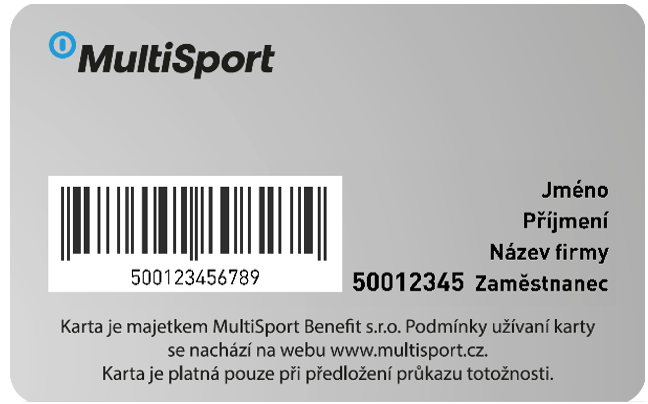 MultiSport
Jméno
Příjmení
Název firmy
500123456789
50012345 Zaměstnanec
Karta je majetkem MultiSport Benefit s.r.o. Podmínky užívaní karty
se nachází na webu www.multisport.cz.
Karta je platná pouze při předložení průkazu totožnosti.